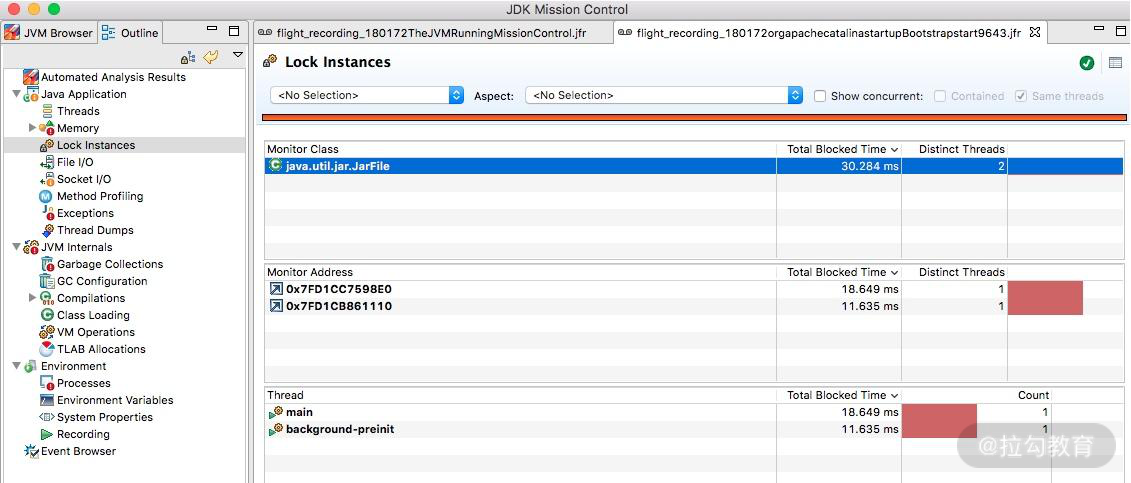 JDK Mission Control
JVM Browser
Outline
flight_recording_180172TheJVMRunningMissionControl.jfr
flight_recording_180172orgapachecatalinastartupBootstrapstart9643.jfr
Automated Analysis Results
Java Application
Threads
Memory
Lock Instances
File I/O
Socket I/O
Method Profiling
Exceptions
Thread Dumps
JVM Internals
Garbage Collections
GC Configuration
Compilations
Class Loading
VM Operations
TLAB Allocations
Environment
Processes
Environment Variables
System Properties
Recording
Event Browser
Lock Instances
<No Selection> Aspect: <No Selection> Show concurrent: Contained Same threads
Monitor Class Total Blocked Time Distinct Threads
java.util.jar.JarFile 30.284 ms 2
Monitor Address Total Blocked Time Distinct Threads
0x7FD1CC7598E0 18.649 ms 1
0x7FD1CB861110 11.635 ms 1
Thread Total Blocked Time Count
main 18.649 ms 1
background-preinit 11.635 ms 1
@拉勾教育